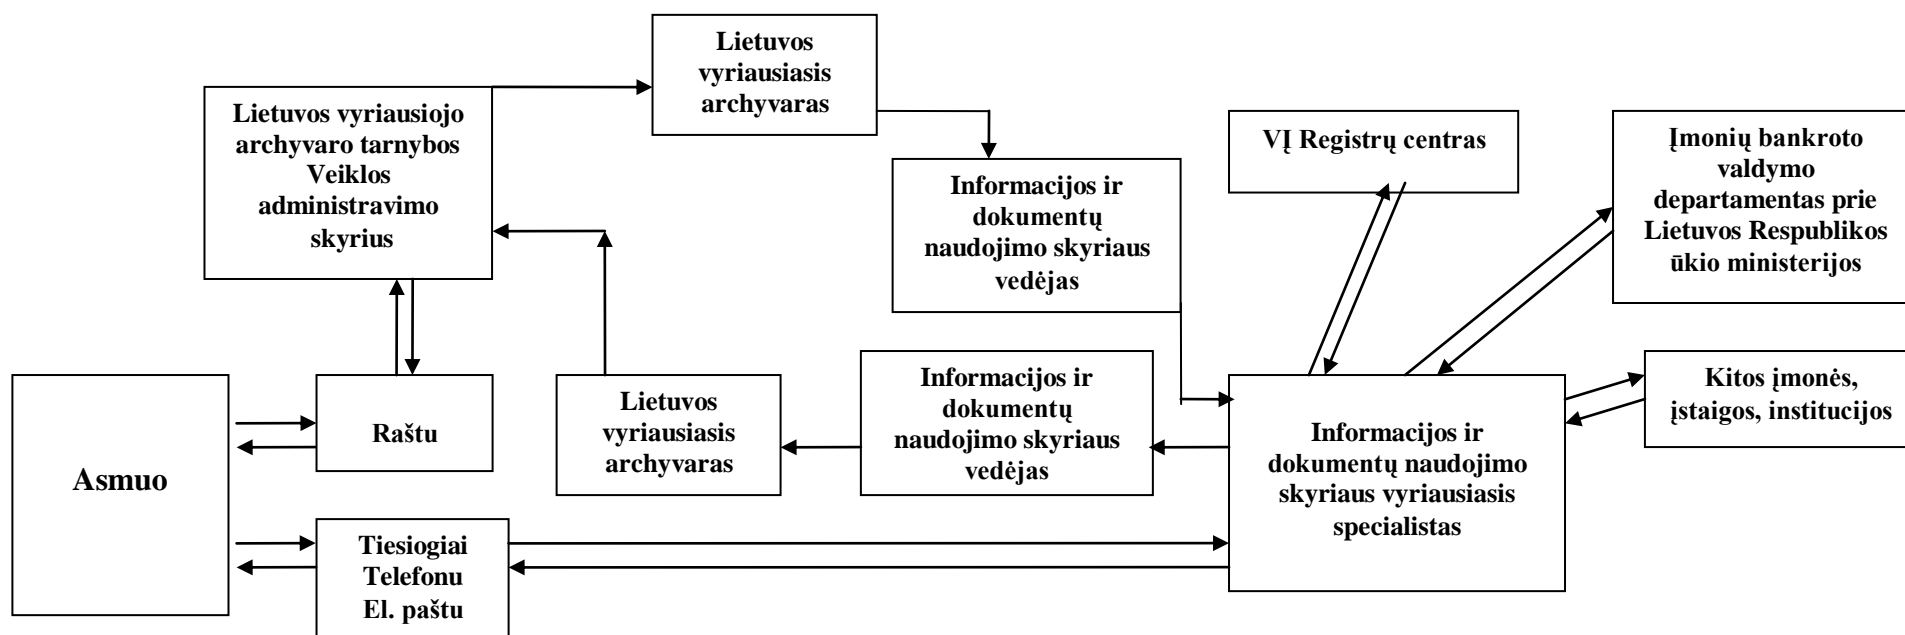 Lietuvos
vyriausiasis
archyvaras
Lietuvos vyriausiojo
archyvaro tarnybos
Veiklos
administravimo
skyrius
VĮ Registrų centras
Įmonių bankroto
valdymo
departamentas prie
Lietuvos Respublikos
ūkio ministerijos
Informacijos ir
dokumentų
naudojimo skyriaus
vedėjas
Asmuo
Raštu
Lietuvos
vyriausiasis
archyvaras
Informacijos ir
dokumentų
naudojimo skyriaus
vedėjas
Informacijos ir
dokumentų naudojimo
skyriaus vyriausiasis
specialistas
Kitos įmonės,
įstaigos, institucijos
Tiesiogiai
Telefonu
El. paštu